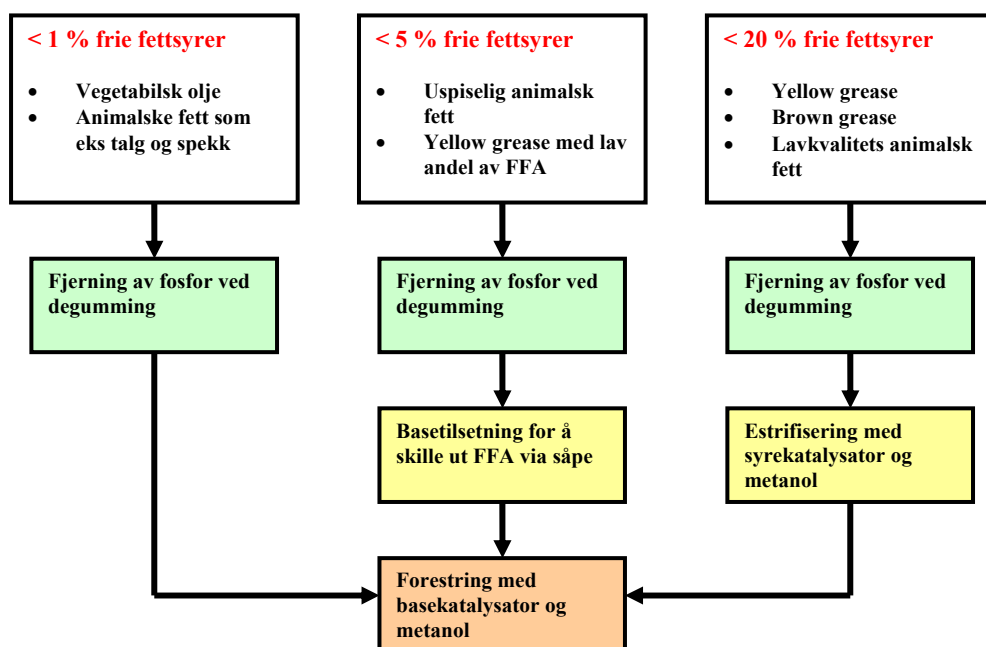 < 1 % frie fettsyrer
• Vegetabilsk olje
• Animalske fett som
eks talg og spekk
< 5 % frie fettsyrer
• Uspiselig animalsk
fett
• Yellow grease med lav
andel av FFA
< 20 % frie fettsyrer
• Yellow grease
• Brown grease
• Lavkvalitets animalsk
fett
Fjerning av fosfor ved
degumming
Fjerning av fosfor ved
degumming
Fjerning av fosfor ved
degumming
Basetilsetning for å
skille ut FFA via såpe
Estrifisering med
syrekatalysator og
metanol
Forestring med
basekatalysator og
metanol